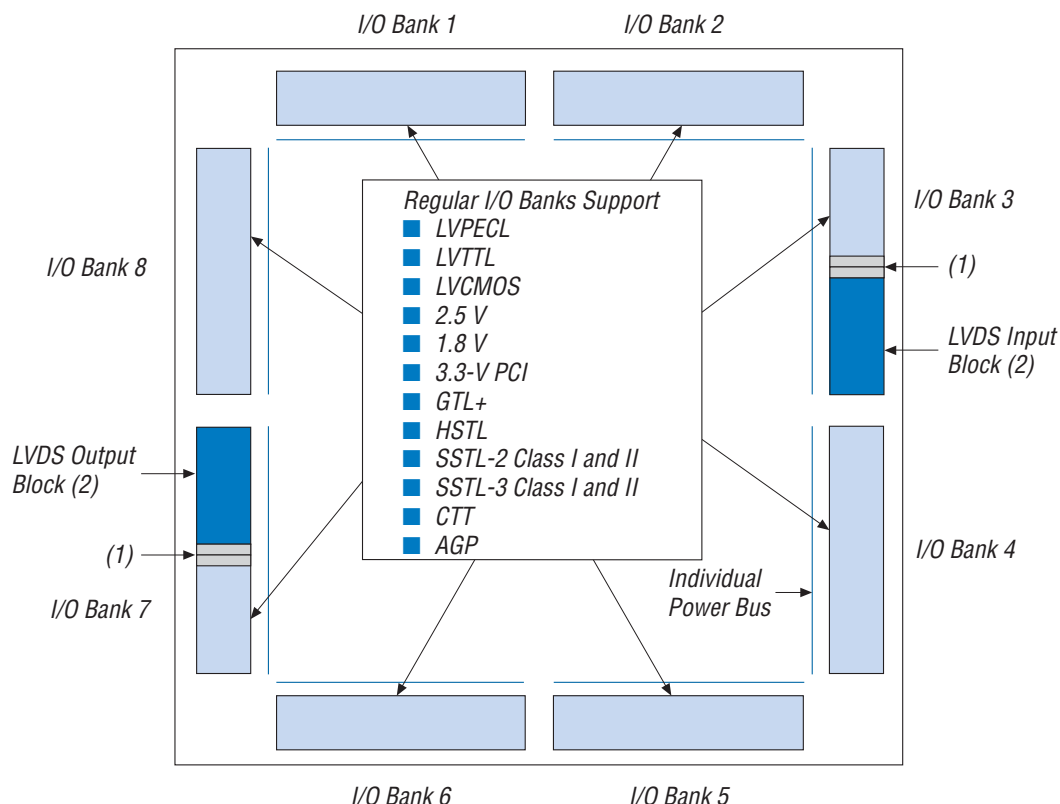 I/O Bank 1
I/O Bank 2
Regular I/O Banks Support
LVPECL
LVTTL
LVCMOS
2.5 V
1.8 V
3.3-V PCI
GTL+
HSTL
SSTL-2 Class I and II
SSTL-3 Class I and II
CTT
AGP
I/O Bank 3
(1)
LVDS Input
Block (2)
I/O Bank 8
LVDS Output
Block (2)
(1)
I/O Bank 7
I/O Bank 4
Individual
Power Bus
I/O Bank 6
I/O Bank 5